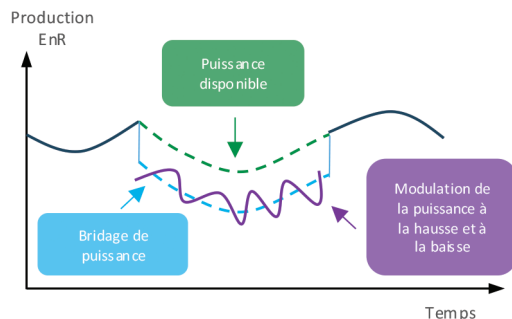 Production
EnR
Puissance
disponible
Bridage de
puissance
Modulation de
la puissance à
la hausse et à
la baisse
Temps